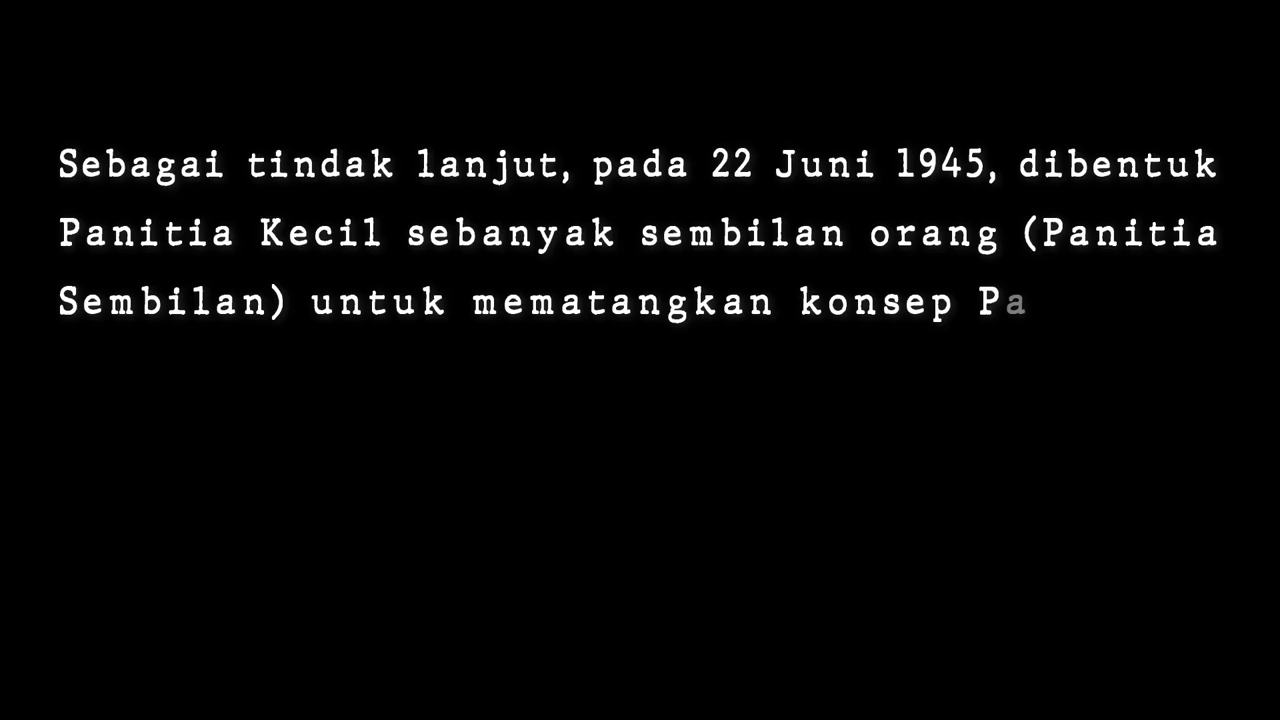 Sebagai tindak lanjut, pada 22 Juni 1945, dibentuk
Panitia Kecil sebanyak sembilan orang (Panitia
Sembilan) untuk mematangkan konsep Pa